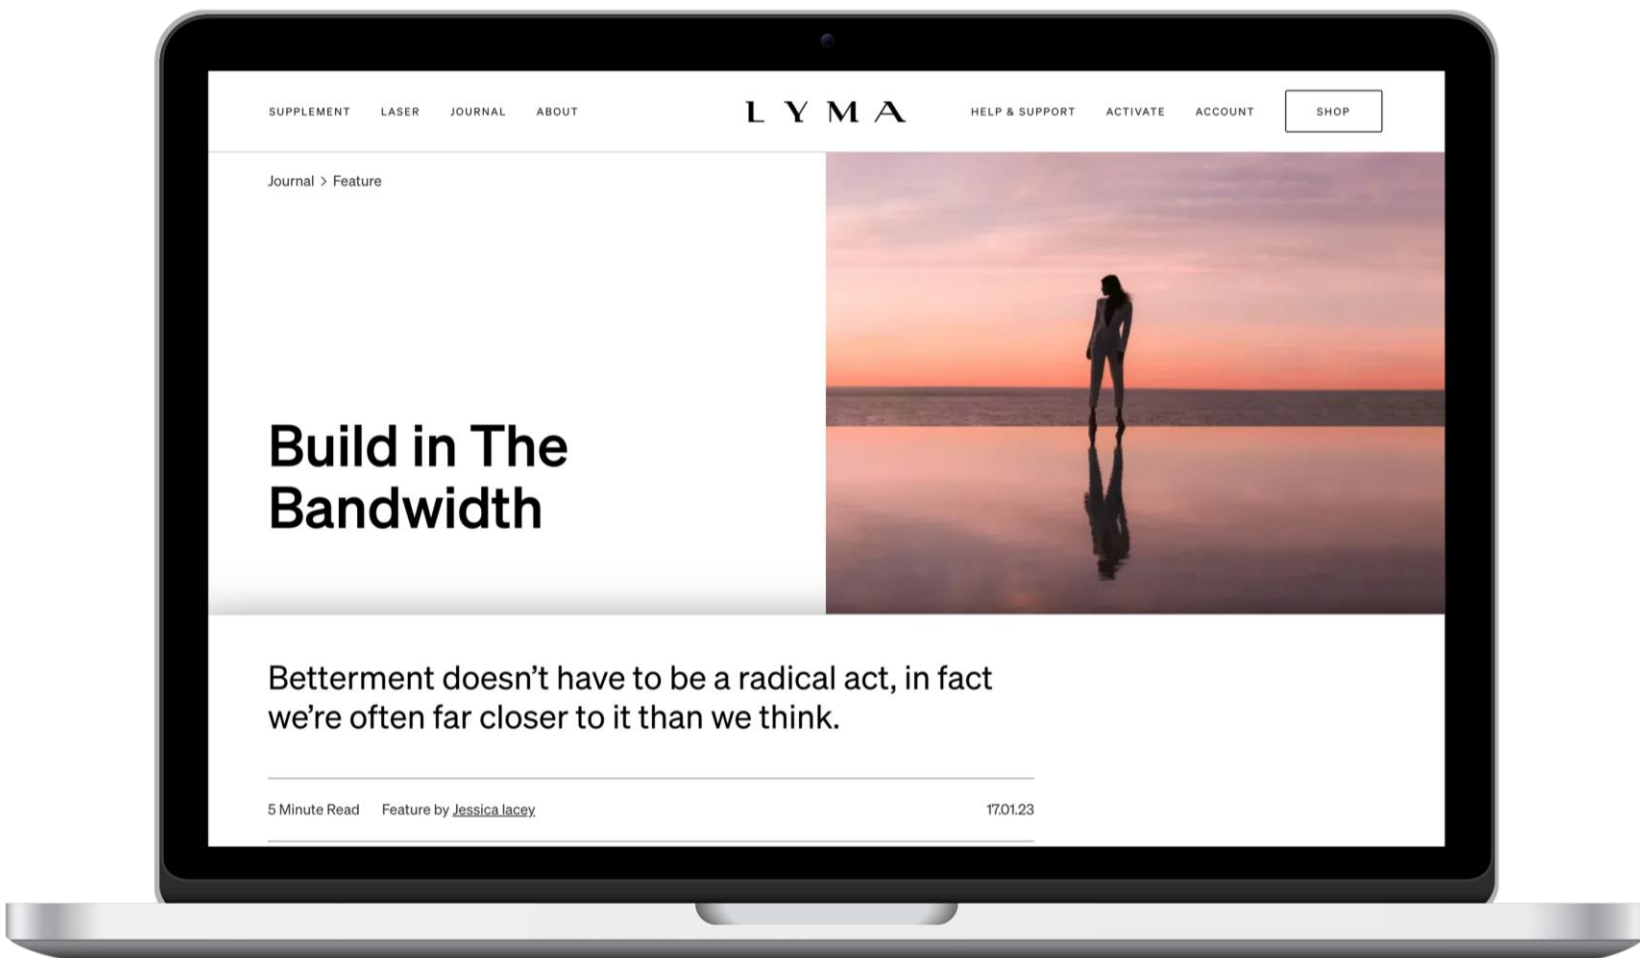 SUPPLEMENT LASER JOURNAL ABOUT LYMA HELP & SUPPORT ACTIVATE ACCOUNT SHOP
Journal > Feature
Build in The
Bandwidth
Betterment doesn’t have to be a radical act, in fact
we’re often far closer to it than we think.
5 Minute Read Feature by Jessica lacey 17.01.23